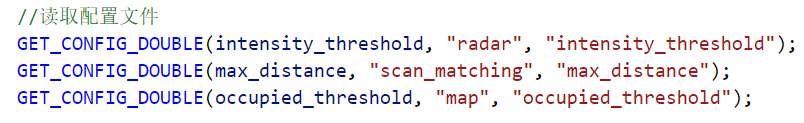 //读取配置文件
GET_CONFIG_DOUBLE(intensity_threshold, "radar", "intensity_threshold");
GET_CONFIG_DOUBLE(max_distance, "scan_matching", "max_distance");
GET_CONFIG_DOUBLE(occupied_threshold, "map", "occupied_threshold");